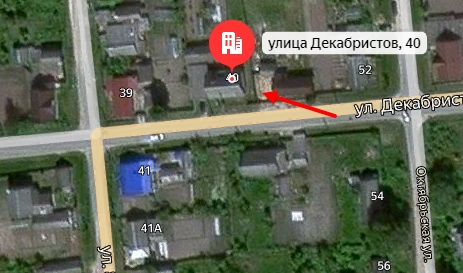 улица Декабристов, 40
52
39
ул. Декабрист
41
Октябрьская ул.
54
41А
ул.
56